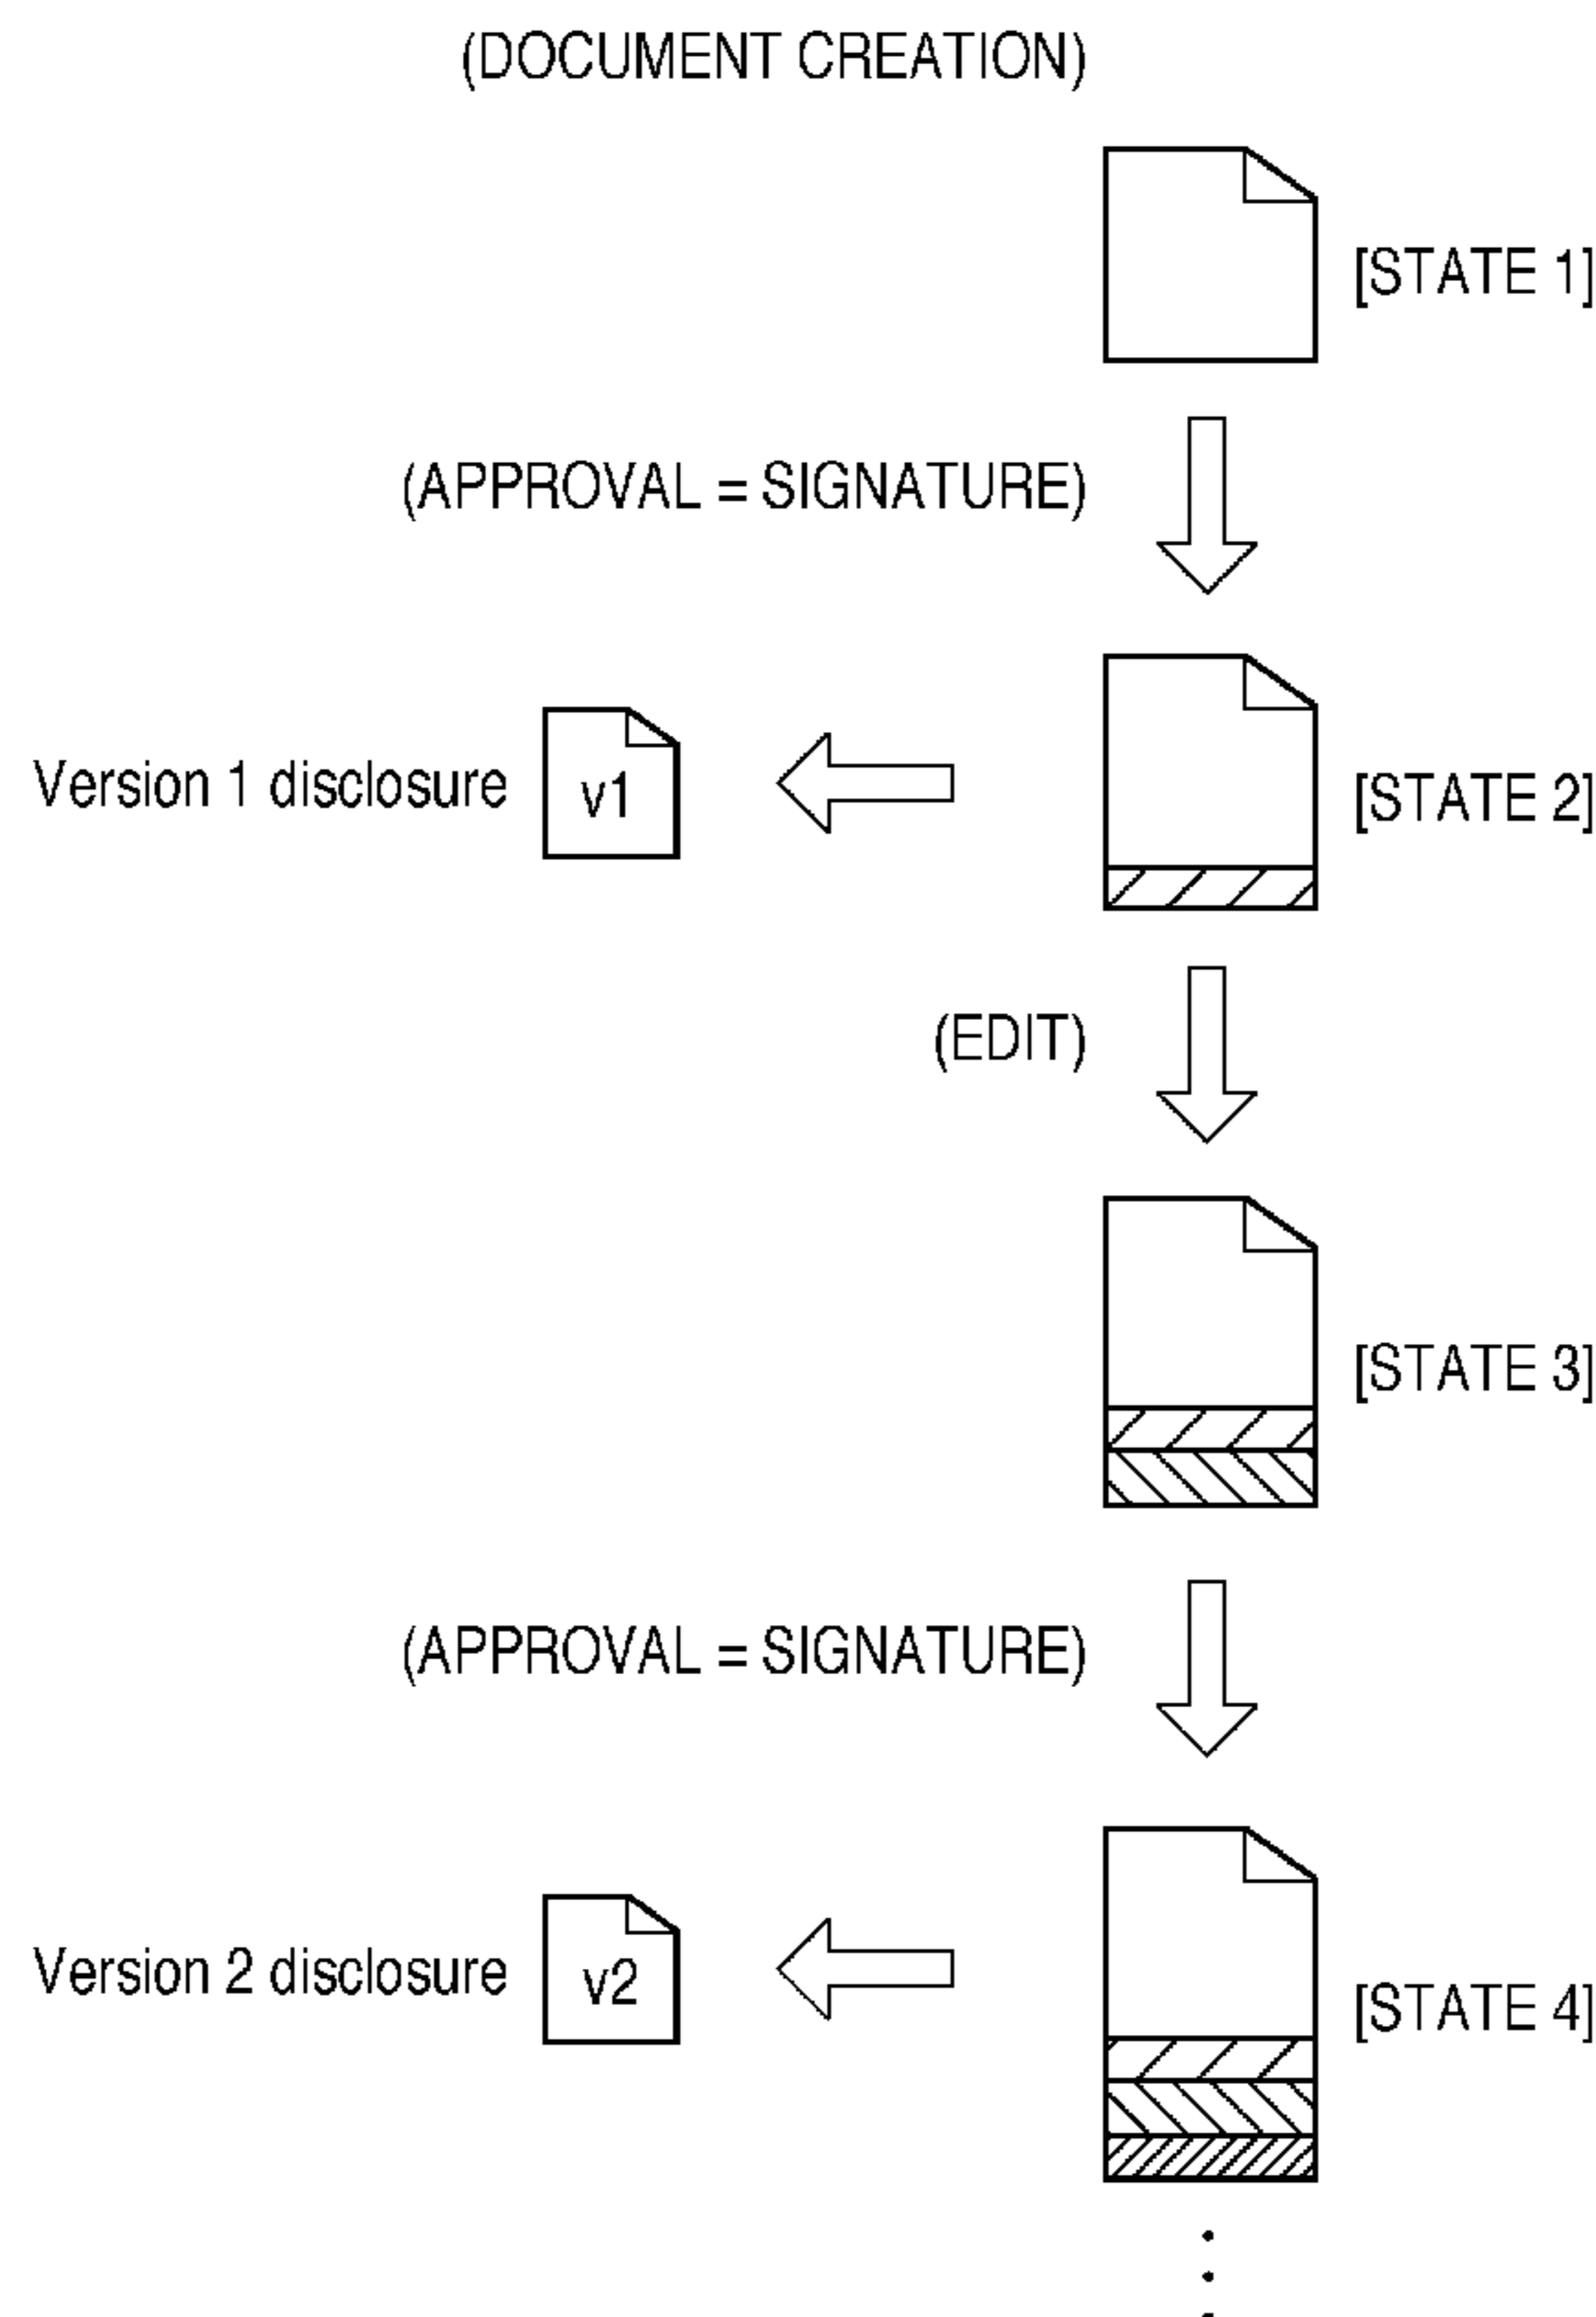 (DOCUMENT CREATION)
[STATE 1]
(APPROVAL = SIGNATURE)
Version 1 disclosure
v1
[STATE 2]
(EDIT)
[STATE 3]
(APPROVAL = SIGNATURE)
Version 2 disclosure
v2
[STATE 4]